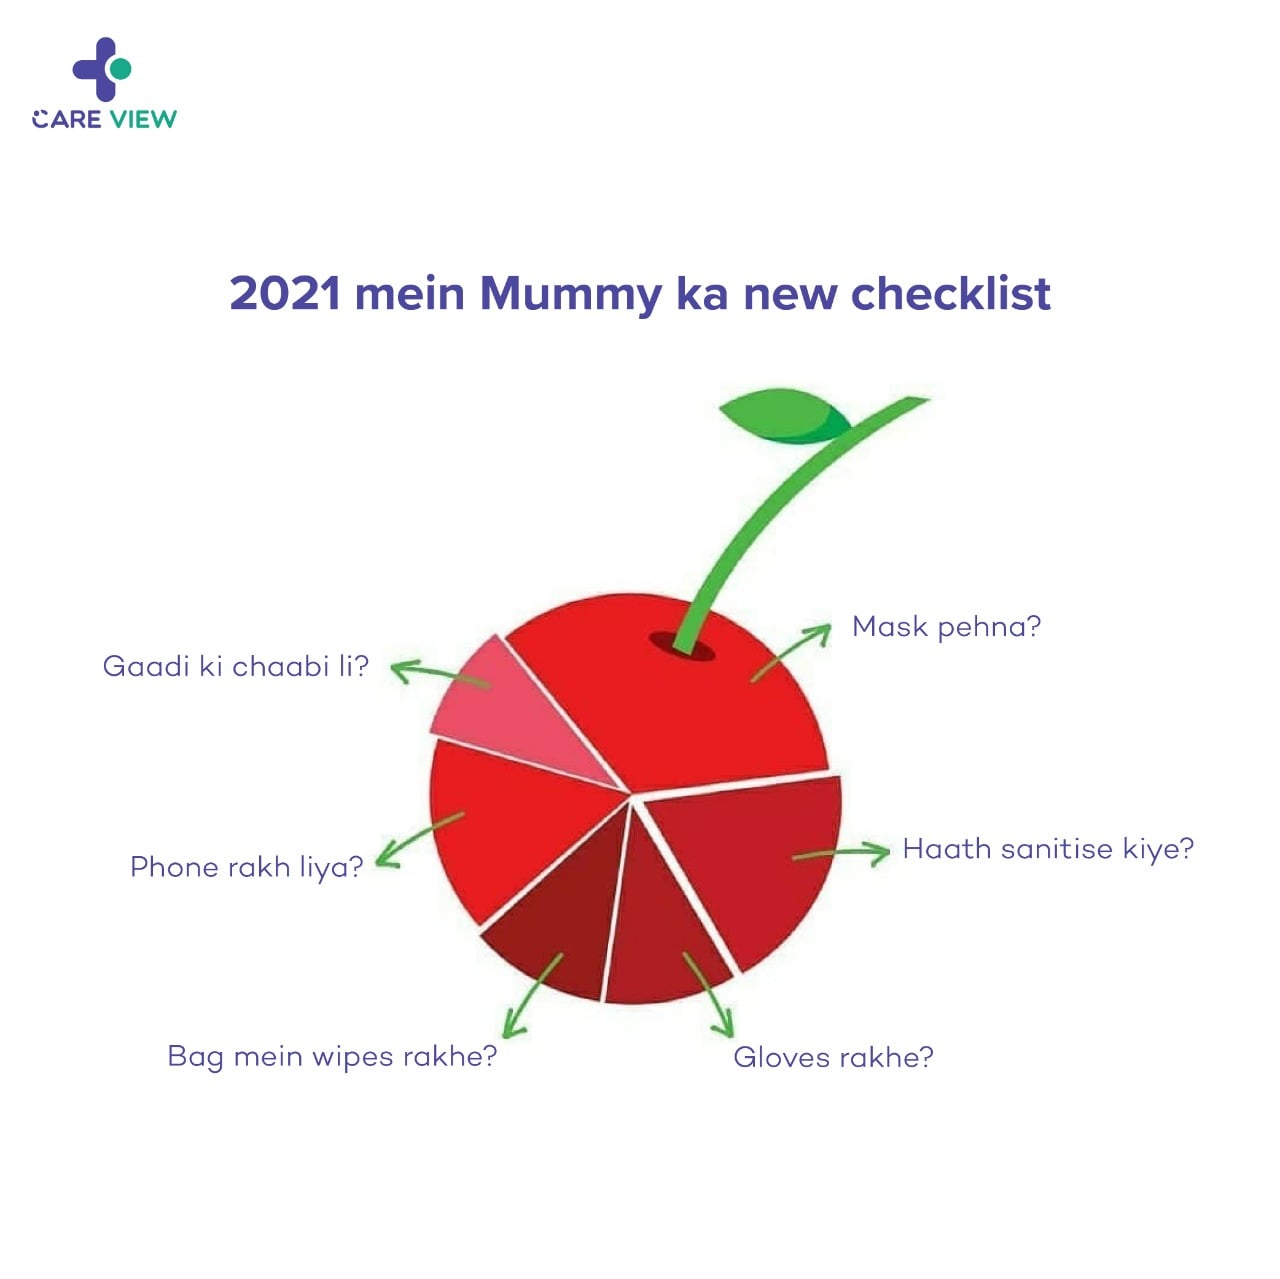 CARE VIEW
2021 mein Mummy ka new checklist
Mask pehna?
Gaadi ki chaabi li?
Haath sanitise kiye?
Phone rakh liya?
Bag mein wipes rakhe?
Gloves rakhe?